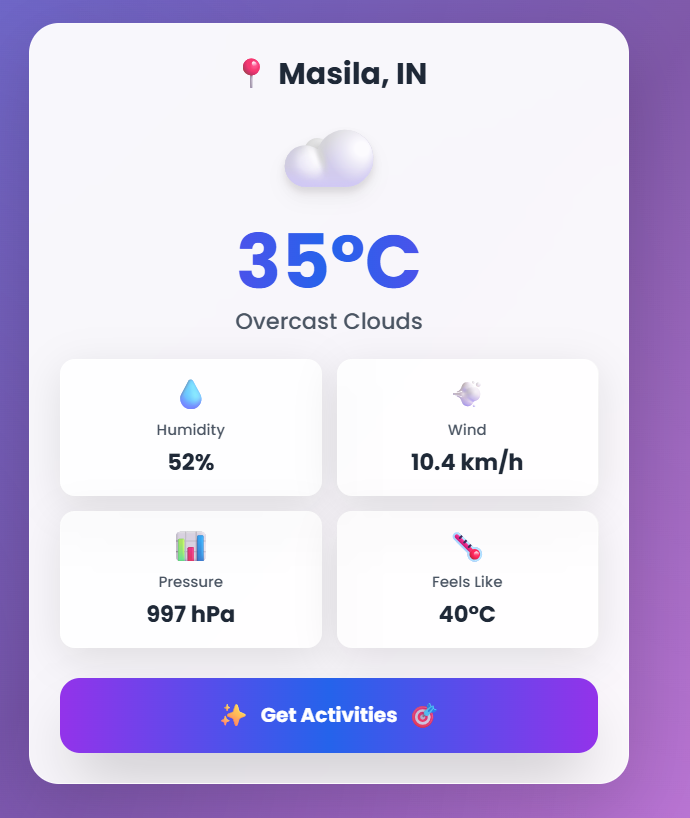 Masila, IN
35°C
Overcast Clouds
Humidity
52%
Wind
10.4 km/h
Pressure
997 hPa
Feels Like
40°C
Get Activities